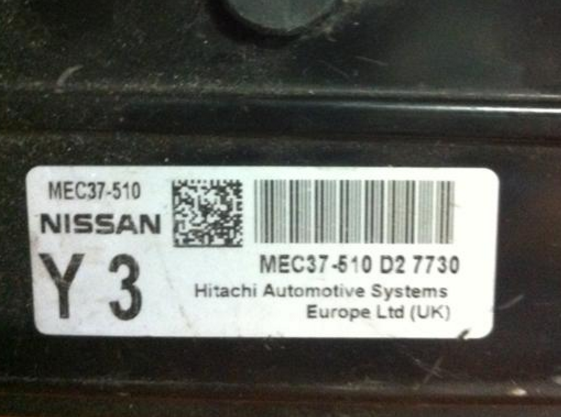 MEC37-510
NISSAN
Y 3
MEC37-510 D2 7730
Hitachi Automotive Systems
Europe Ltd (UK)